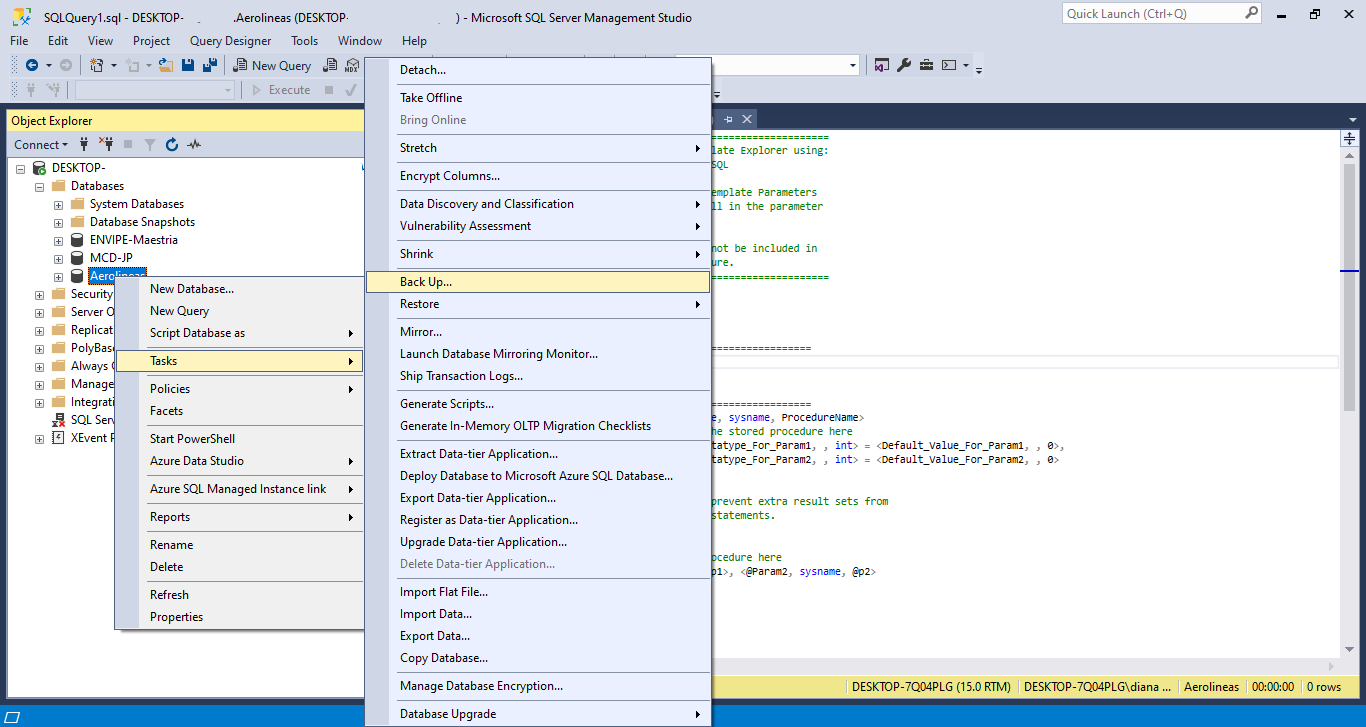 SQLQuery1.sql - DESKTOP- .Aerolineas (DESKTOP- ) - Microsoft SQL Server Management Studio
Quick Launch (Ctrl+Q)
File Edit View Project Query Designer Tools Window Help
New Query MDX
Execute
Object Explorer
Connect
DESKTOP-
Databases
System Databases
Database Snapshots
ENVIPE-Maestria
MCD-JP
Aerolineas
Security
Server O
Replicat
PolyBase
Always
Manage
Integrati
SQL Serv
XEvent P
New Database...
New Query
Script Database as
Tasks
Policies
Facets
Start PowerShell
Azure Data Studio
Azure SQL Managed Instance link
Reports
Rename
Delete
Refresh
Properties
Detach...
Take Offline
Bring Online
Stretch
Encrypt Columns...
Data Discovery and Classification
Vulnerability Assessment
Shrink
Back Up...
Restore
Mirror...
Launch Database Mirroring Monitor...
Ship Transaction Logs...
Generate Scripts...
Generate In-Memory OLTP Migration Checklists
Extract Data-tier Application...
Deploy Database to Microsoft Azure SQL Database...
Export Data-tier Application...
Register as Data-tier Application...
Upgrade Data-tier Application...
Delete Data-tier Application...
Import Flat File...
Import Data...
Export Data...
Copy Database...
Manage Database Encryption...
Database Upgrade
=====================
late Explorer using:
SQL
emplate Parameters
ll in the parameter
not be included in
ure.
=====================
==================
==================
e, sysname, ProcedureName>
he stored procedure here
tatype_For_Param1, , int> = <Default_Value_For_Param1, , 0>,
tatype_For_Param2, , int> = <Default_Value_For_Param2, , 0>
prevent extra result sets from
statements.
ocedure here
p1>, <@Param2, sysname, @p2>
DESKTOP-7Q04PLG (15.0 RTM) DESKTOP-7Q04PLG\diana ... Aerolineas 00:00:00 0 rows